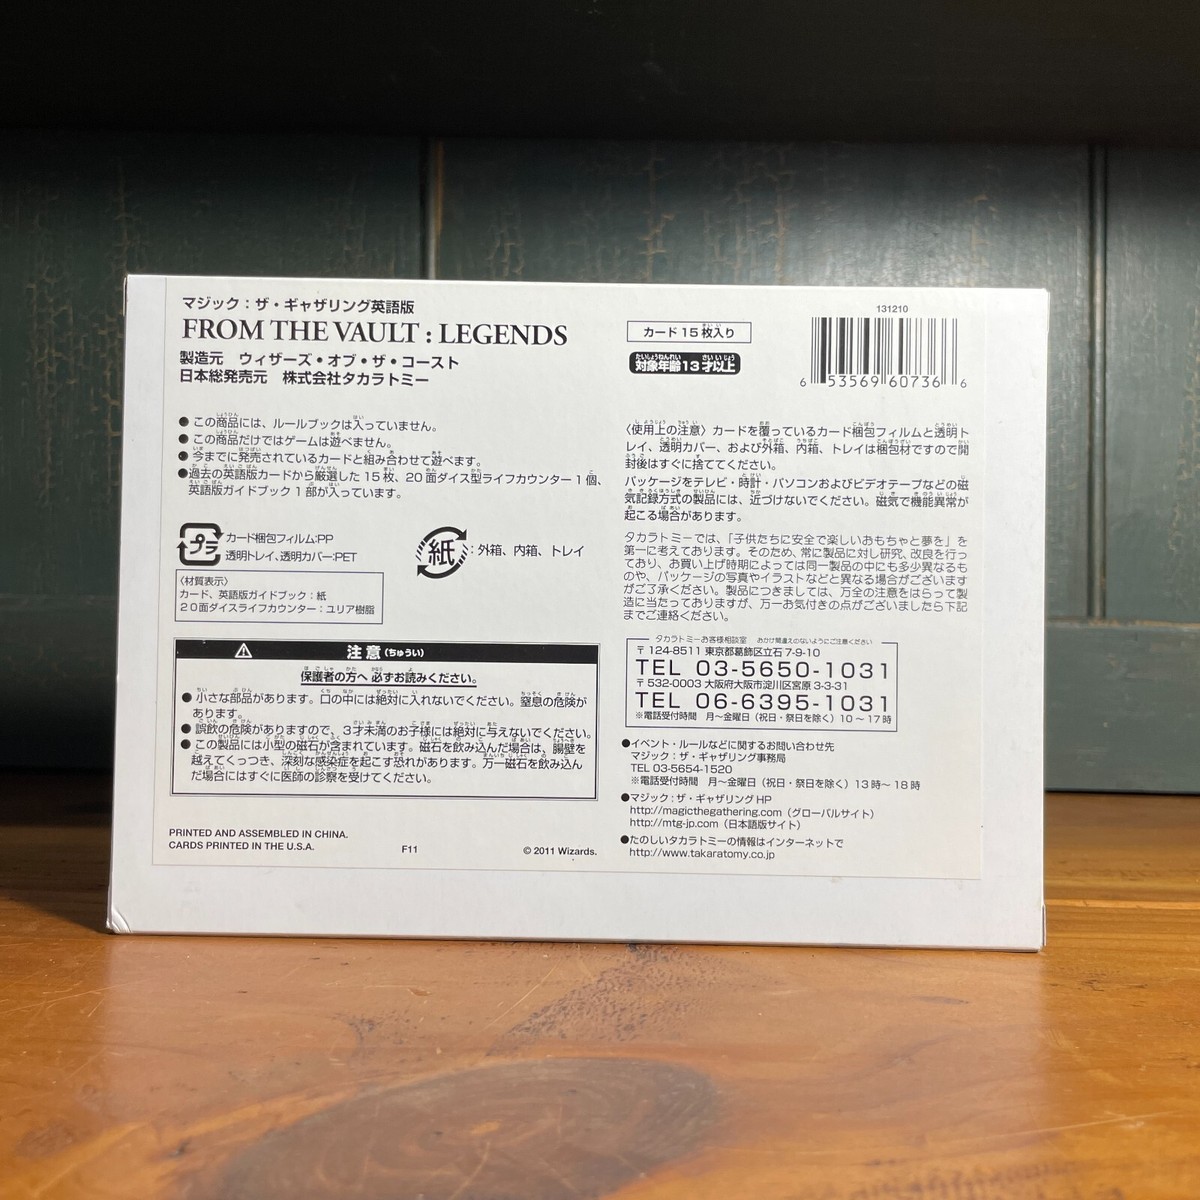 マジック：ザ・ギャザリング英語版
FROM THE VAULT : LEGENDS
製造元　ウィザーズ・オブ・ザ・コースト
日本総発売元　株式会社タカラトミー
カード15枚入り
対象年齢13才以上
131210
6 53569 60736 6
●この商品には、ルールブックは入っていません。
●この商品だけではゲームは遊べません。
●今までに発売されているカードと組み合わせて遊べます。
●過去の英語版カードから厳選した15枚、20面ダイス型ライフカウンター1個、
英語版ガイドブック1部が入っています。
プラ
カード梱包フィルム:PP
透明トレイ、透明カバー:PET
紙
：外箱、内箱、トレイ
〈材質表示〉
カード、英語版ガイドブック：紙
20面ダイスライフカウンター：ユリア樹脂
注意(ちゅうい)
保護者の方へ 必ずお読みください。
●小さな部品があります。口の中には絶対に入れないでください。窒息の危険が
あります。
●誤飲の危険がありますので、3才未満のお子様には絶対に与えないでください。
●この製品には小型の磁石が含まれています。磁石を飲み込んだ場合は、腸壁を
越えてくっつき、深刻な感染症を起こす恐れがあります。万一磁石を飲み込ん
だ場合にはすぐに医師の診察を受けてください。
PRINTED AND ASSEMBLED IN CHINA.
CARDS PRINTED IN THE U.S.A.
F11
© 2011 Wizards.
〈使用上の注意〉カードを覆っているカード梱包フィルムと透明ト
レイ、透明カバー、および外箱、内箱、トレイは梱包材ですので開
封後はすぐに捨ててください。
パッケージをテレビ・時計・パソコンおよびビデオテープなどの磁
気記録方式の製品には、近づけないでください。磁気で機能異常が
起こる場合があります。
タカラトミーでは、「子供たちに安全で楽しいおもちゃと夢を」を
第一に考えております。そのため、常に製品に対し研究、改良を行っ
ており、お買い上げ時期によっては同一製品の中にも多少異なるも
のや、パッケージの写真やイラストなどと異なる場合がございます
がご了承ください。製品につきましては、万全の注意をはらって製
造に当たっておりますが、万一お気付きの点がございましたら下記
までご連絡ください。
タカラトミーお客様相談室　おかけ間違えのないようにご注意ください
〒124-8511 東京都葛飾区立石7-9-10
TEL 03-5650-1031
〒532-0003 大阪府大阪市淀川区宮原3-3-31
TEL 06-6395-1031
※電話受付時間　月～金曜日（祝日・祭日を除く）10～17時
●イベント・ルールなどに関するお問い合わせ先
マジック：ザ・ギャザリング事務局
TEL 03-5654-1520
※電話受付時間　月～金曜日（祝日・祭日を除く）13時～18時
●マジック：ザ・ギャザリングHP
http://magicthegathering.com（グローバルサイト）
http://mtg-jp.com（日本語版サイト）
●たのしいタカラトミーの情報はインターネットで
http://www.takaratomy.co.jp